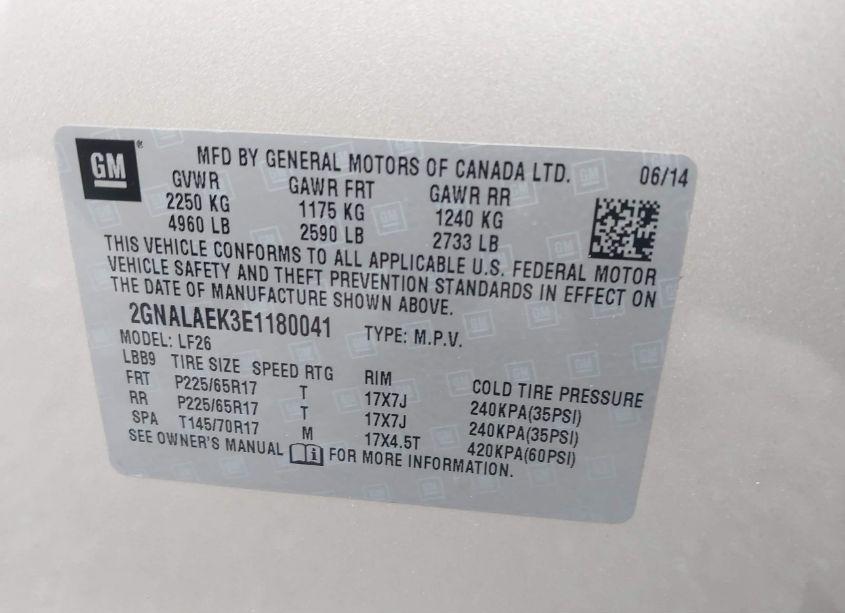 GM
MFD BY GENERAL MOTORS OF CANADA LTD. 06/14
GVWR GAWR FRT GAWR RR
2250 KG 1175 KG 1240 KG
4960 LB 2590 LB 2733 LB
THIS VEHICLE CONFORMS TO ALL APPLICABLE U.S. FEDERAL MOTOR
VEHICLE SAFETY AND THEFT PREVENTION STANDARDS IN EFFECT ON
THE DATE OF MANUFACTURE SHOWN ABOVE.
2GNALAEK3E1180041 TYPE: M.P.V.
MODEL: LF26
LBB9 TIRE SIZE SPEED RTG RIM COLD TIRE PRESSURE
FRT P225/65R17 T 17X7J 240KPA(35PSI)
RR P225/65R17 T 17X7J 240KPA(35PSI)
SPA T145/70R17 M 17X4.5T 420KPA(60PSI)
SEE OWNER'S MANUAL i FOR MORE INFORMATION.